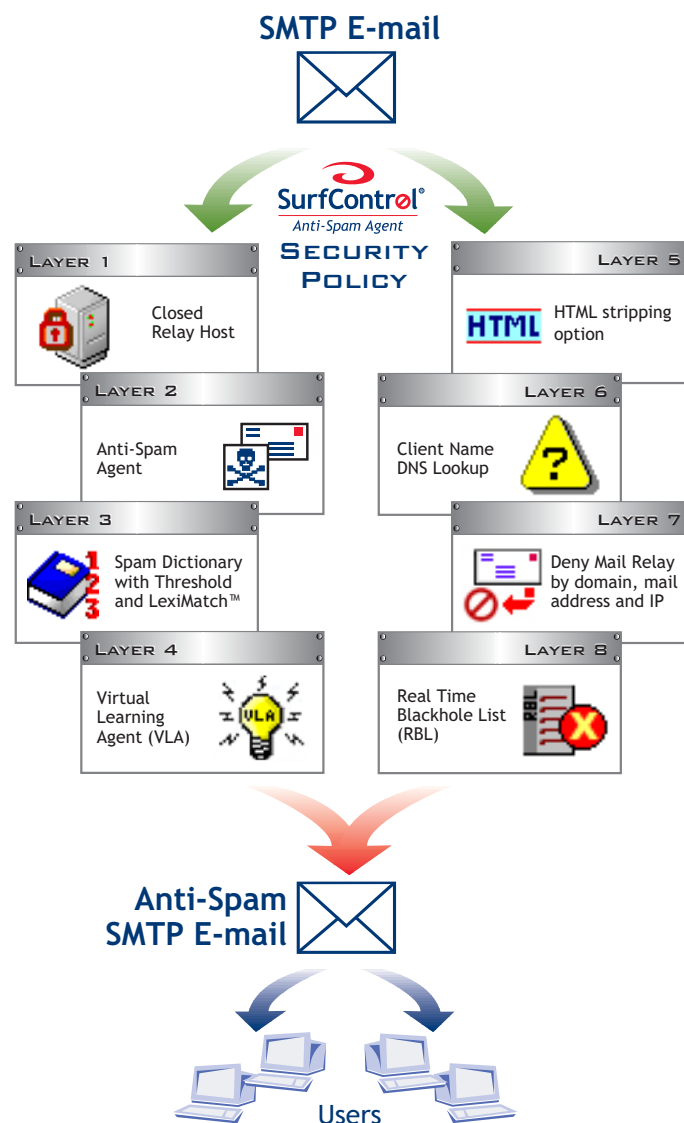 SMTP E-mail
SurfControl®
Anti-Spam Agent
SECURITY
POLICY
LAYER 1
Closed
Relay Host
LAYER 2
Anti-Spam
Agent
LAYER 3
1
2
3
Spam Dictionary
with Threshold
and LexiMatch™
LAYER 4
Virtual
Learning
Agent (VLA)
VLA
LAYER 5
HTML
HTML stripping
option
LAYER 6
Client Name
DNS Lookup
?
LAYER 7
Deny Mail Relay
by domain, mail
address and IP
LAYER 8
Real Time
Blackhole List
(RBL)
RBL
X
Anti-Spam
SMTP E-mail
Users